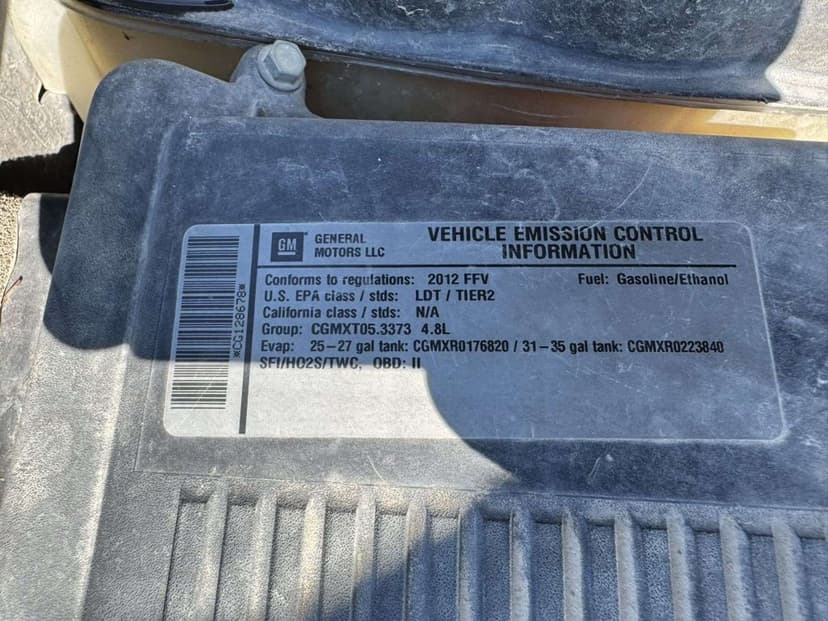 *CG128678*
GM GENERAL MOTORS LLC
VEHICLE EMISSION CONTROL
INFORMATION
Conforms to regulations: 2012 FFV Fuel: Gasoline/Ethanol
U.S. EPA class / stds: LDT / TIER2
California class / stds: N/A
Group: CGMXT05.3373 4.8L
Evap: 25-27 gal tank: CGMXR0176820 / 31-35 gal tank: CGMXR0223840
SFI/HO2S/TWC, OBD: II